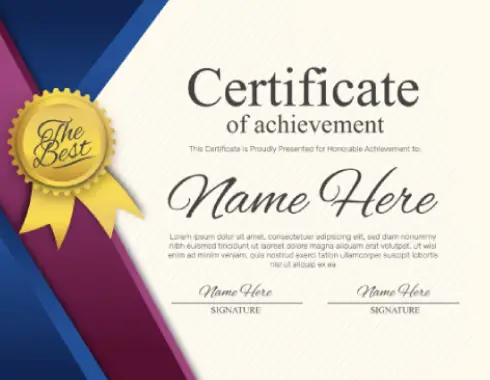 The
Best
Certificate
of achievement
This Certificate is Proudly Presented for Honorable Achievement to:
Name Here
Lorem ipsum dolor sit amet, consectetuer adipiscing elit, sed diam nonummy
nibh euismod tincidunt ut laoreet dolore magna aliquam erat volutpat. Ut
wisi enim ad minim veniam, quis nostrud exerci tation ullamcorper suscipit lobortis
nisl ut aliquip ex ea
Name Here
SIGNATURE
Name Here
SIGNATURE